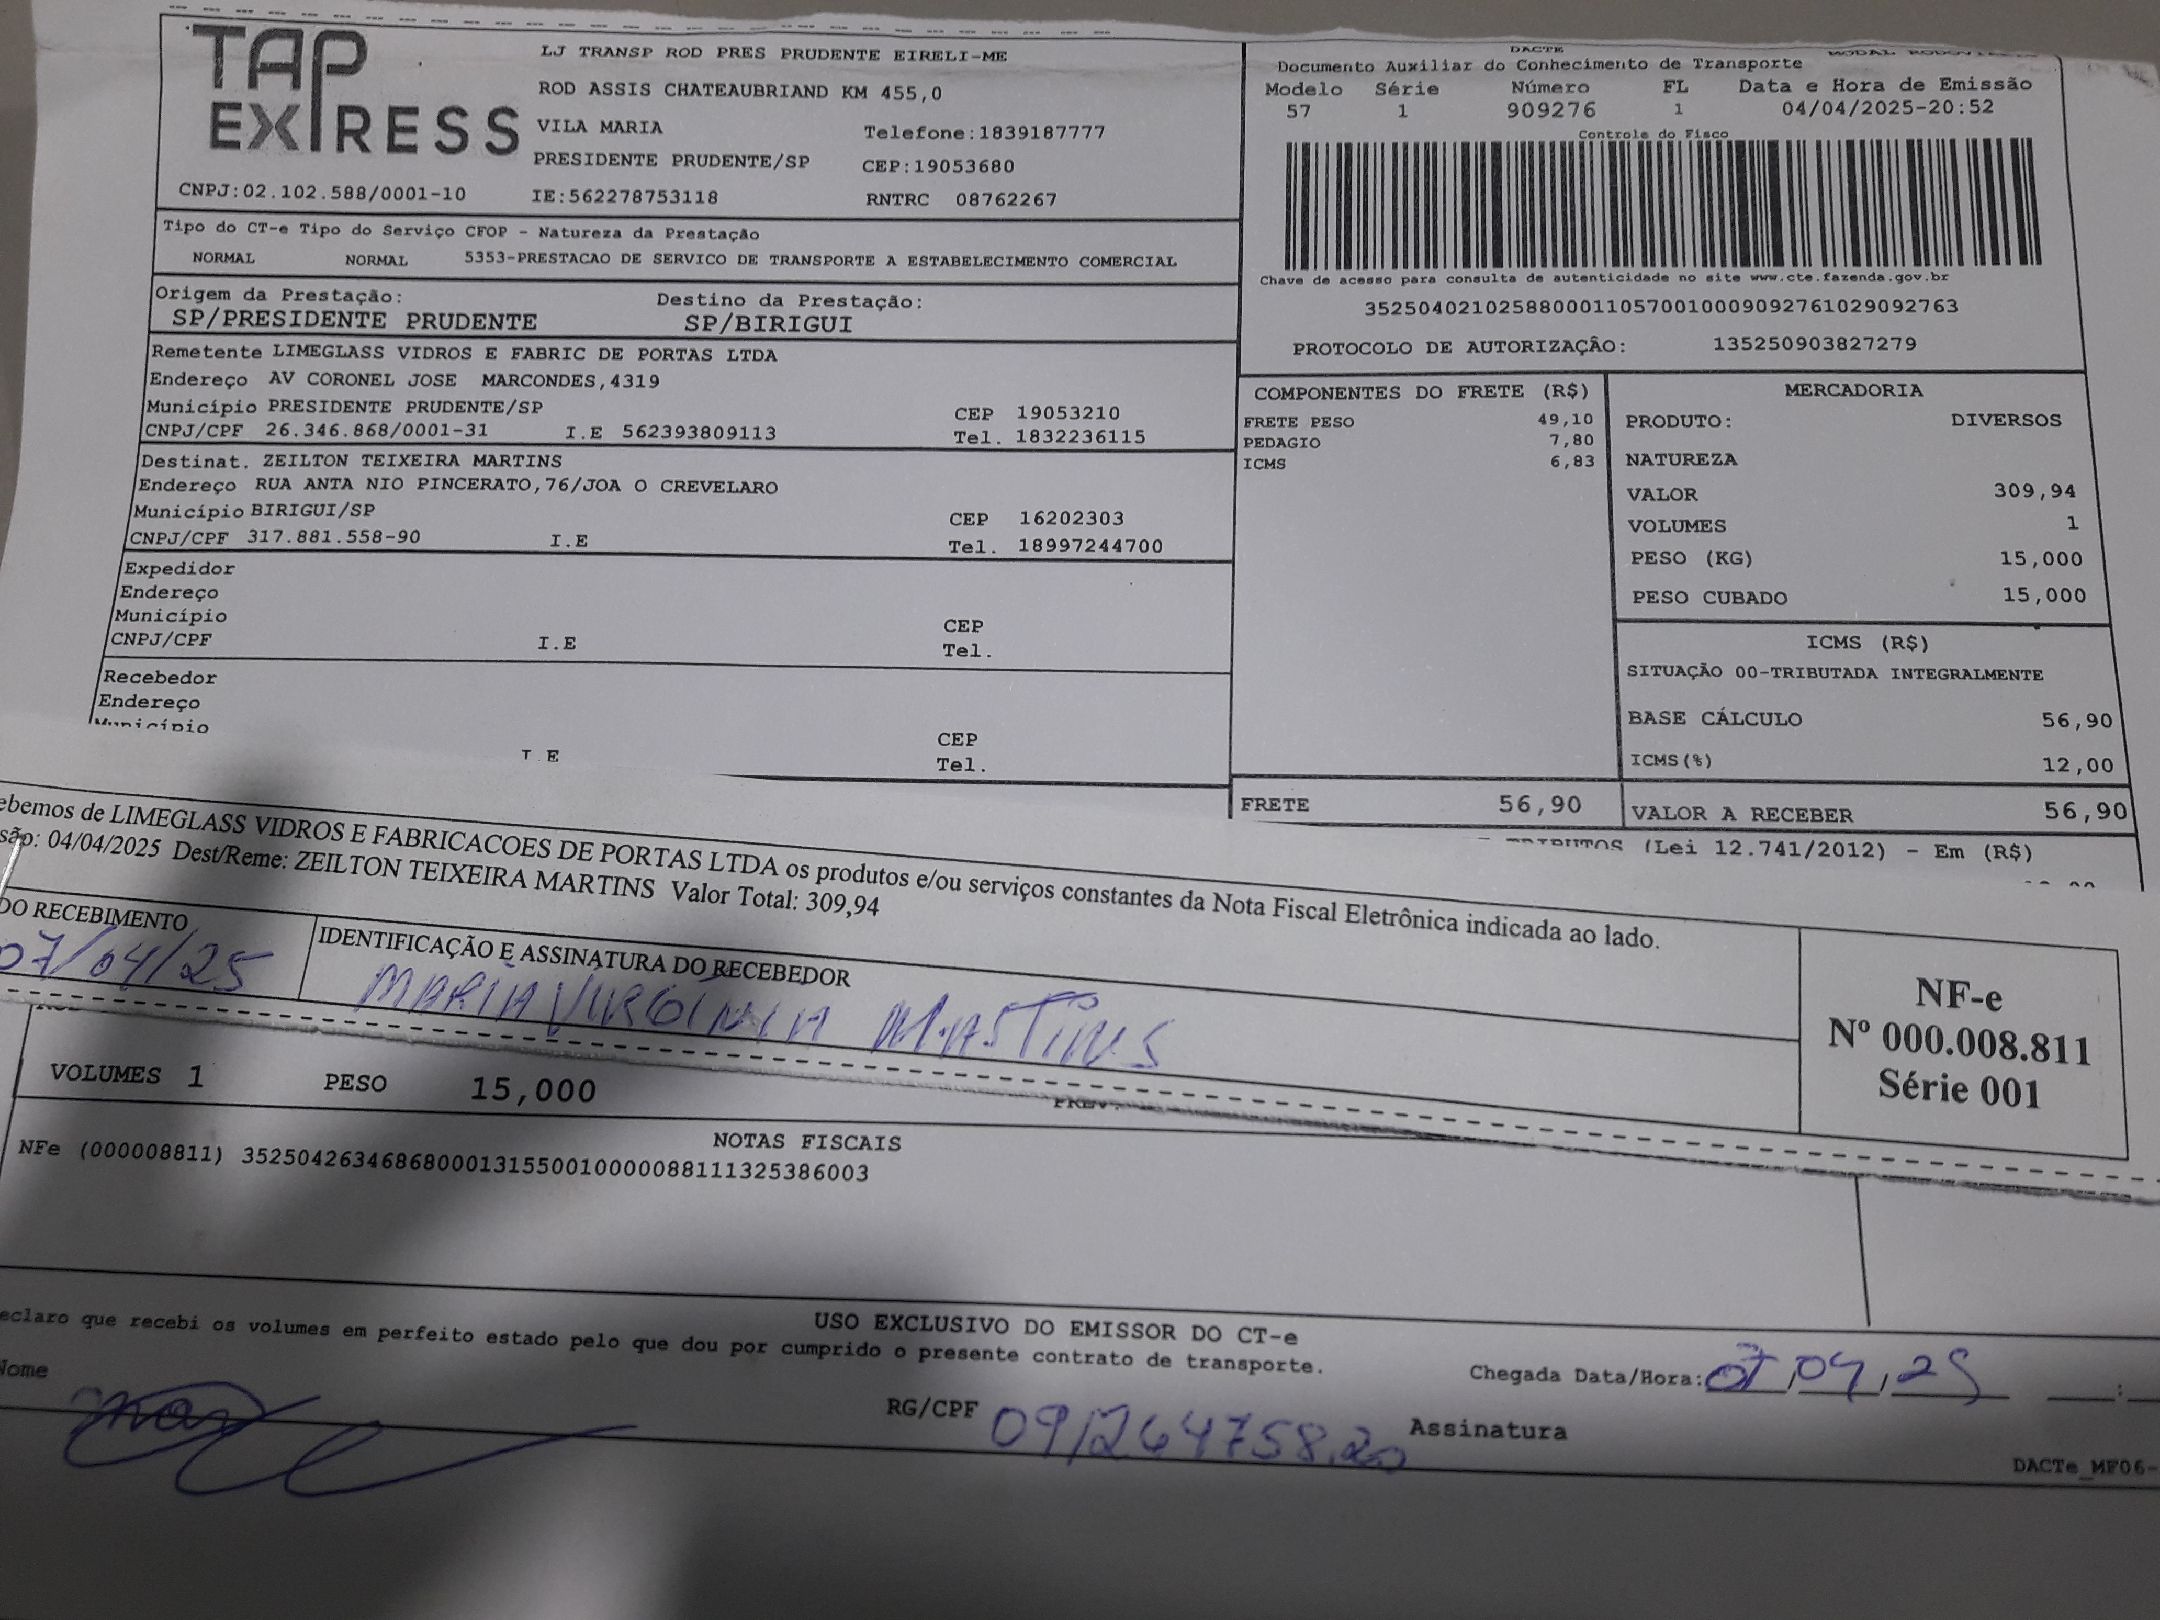 TAP EXPRESS
LJ TRANSP ROD PRES PRUDENTE EIRELI-ME
ROD ASSIS CHATEAUBRIAND KM 455,0
VILA MARIA Telefone:1839187777
PRESIDENTE PRUDENTE/SP CEP:19053680
CNPJ:02.102.588/0001-10 IE:562278753118 RNTRC 08762267
Tipo do CT-e Tipo do Serviço CFOP - Natureza da Prestação
NORMAL NORMAL 5353-PRESTACAO DE SERVICO DE TRANSPORTE A ESTABELECIMENTO COMERCIAL
Origem da Prestação: Destino da Prestação:
SP/PRESIDENTE PRUDENTE SP/BIRIGUI
Remetente LIMEGLASS VIDROS E FABRIC DE PORTAS LTDA
Endereço AV CORONEL JOSE MARCONDES,4319
Município PRESIDENTE PRUDENTE/SP CEP 19053210
CNPJ/CPF 26.346.868/0001-31 I.E 562393809113 Tel. 1832236115
Destinat. ZEILTON TEIXEIRA MARTINS
Endereço RUA ANTA NIO PINCERATO,76/JOA O CREVELARO
Município BIRIGUI/SP CEP 16202303
CNPJ/CPF 317.881.558-90 I.E Tel. 18997244700
Expedidor
Endereço
Município CEP
CNPJ/CPF I.E Tel.
Recebedor
Endereço
Município CEP
I.E Tel.
DACTE MODAL RODOVIÁRIO
Documento Auxiliar do Conhecimento de Transporte
Modelo Série Número FL Data e Hora de Emissão
57 1 909276 1 04/04/2025-20:52
Controle do Fisco
Chave de acesso para consulta de autenticidade no site www.cte.fazenda.gov.br
35250402102588000110570010009092761029092763
PROTOCOLO DE AUTORIZAÇÃO: 135250903827279
COMPONENTES DO FRETE (R$)
FRETE PESO 49,10
PEDAGIO 7,80
ICMS 6,83
FRETE 56,90
MERCADORIA
PRODUTO: DIVERSOS
NATUREZA
VALOR 309,94
VOLUMES 1
PESO (KG) 15,000
PESO CUBADO 15,000
ICMS (R$)
SITUAÇÃO 00-TRIBUTADA INTEGRALMENTE
BASE CÁLCULO 56,90
ICMS(%) 12,00
VALOR A RECEBER 56,90
TRIBUTOS (Lei 12.741/2012) - Em (R$)
ebemos de LIMEGLASS VIDROS E FABRICACOES DE PORTAS LTDA os produtos e/ou serviços constantes da Nota Fiscal Eletrônica indicada ao lado.
são: 04/04/2025 Dest/Reme: ZEILTON TEIXEIRA MARTINS Valor Total: 309,94
DO RECEBIMENTO IDENTIFICAÇÃO E ASSINATURA DO RECEBEDOR
07/04/25 MARIA VIRGINIA MARTINS
NF-e
Nº 000.008.811
Série 001
VOLUMES 1 PESO 15,000 PREV.
NOTAS FISCAIS
NFe (000008811) 35250426346868000131550010000088111325386003
USO EXCLUSIVO DO EMISSOR DO CT-e
eclaro que recebi os volumes em perfeito estado pelo que dou por cumprido o presente contrato de transporte.
Nome RG/CPF 091264758.20 Assinatura
Chegada Data/Hora: 07,04,25 :
DACTe_MF06-